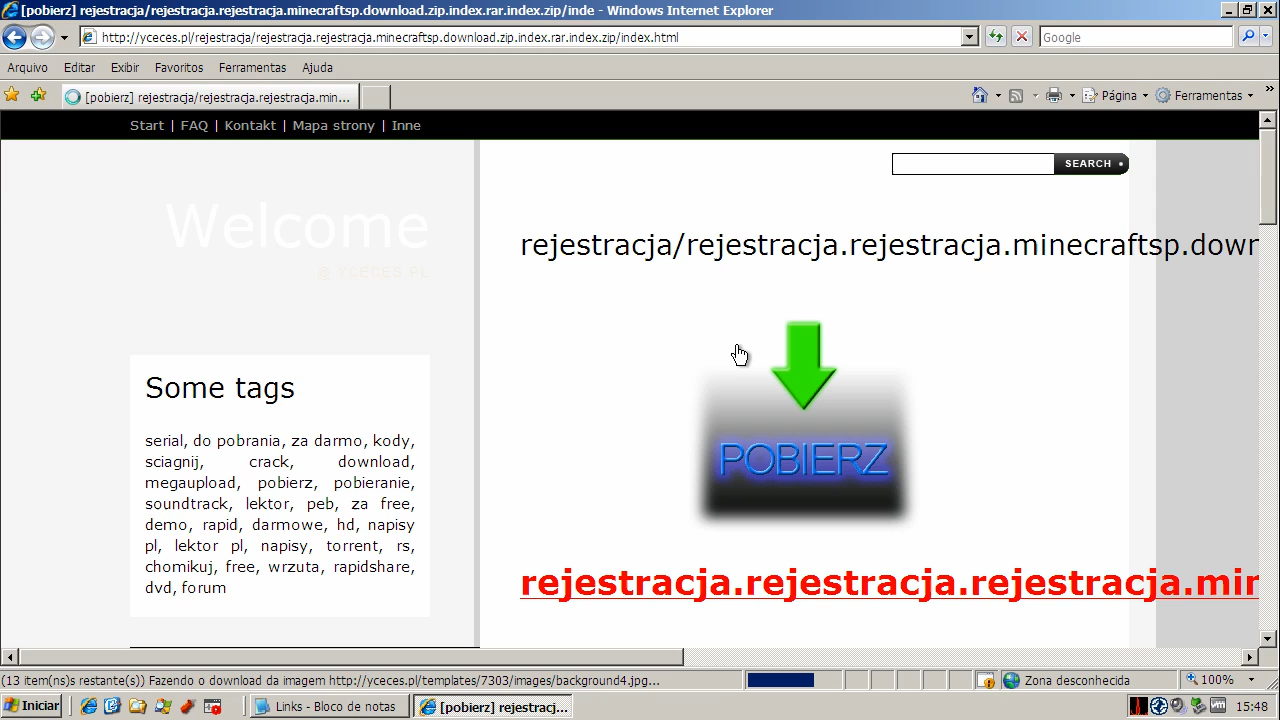 [pobierz] rejestracja/rejestracja.rejestracja.minecraftsp.download.zip.index.rar.index.zip/inde - Windows Internet Explorer
http://yceces.pl/rejestracja/rejestracja.rejestracja.minecraftsp.download.zip.index.rar.index.zip/index.html
Google
Arquivo Editar Exibir Favoritos Ferramentas Ajuda
[pobierz] rejestracja/rejestracja.rejestracja.min...
Página Ferramentas »
Start | FAQ | Kontakt | Mapa strony | Inne
SEARCH
Welcome
@ YCECES.PL
rejestracja/rejestracja.rejestracja.minecraftsp.down
POBIERZ
Some tags
serial, do pobrania, za darmo, kody,
sciagnij, crack, download,
megaupload, pobierz, pobieranie,
soundtrack, lektor, peb, za free,
demo, rapid, darmowe, hd, napisy
pl, lektor pl, napisy, torrent, rs,
chomikuj, free, wrzuta, rapidshare,
dvd, forum
rejestracja.rejestracja.rejestracja.min
(13 item(ns)s restante(s)) Fazendo o download da imagem http://yceces.pl/templates/7303/images/background4.jpg...
Zona desconhecida
100%
Iniciar
Links - Bloco de notas
[pobierz] rejestracj...
15:48